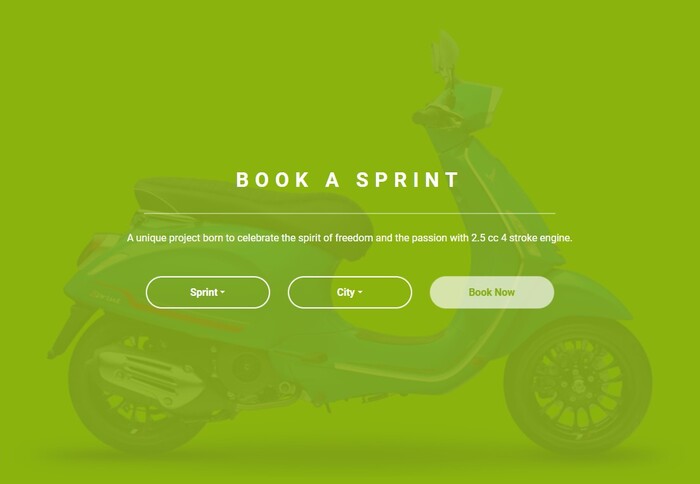 BOOK A SPRINT
A unique project born to celebrate the spirit of freedom and the passion with 2.5 cc 4 stroke engine.
Sprint
City
Book Now